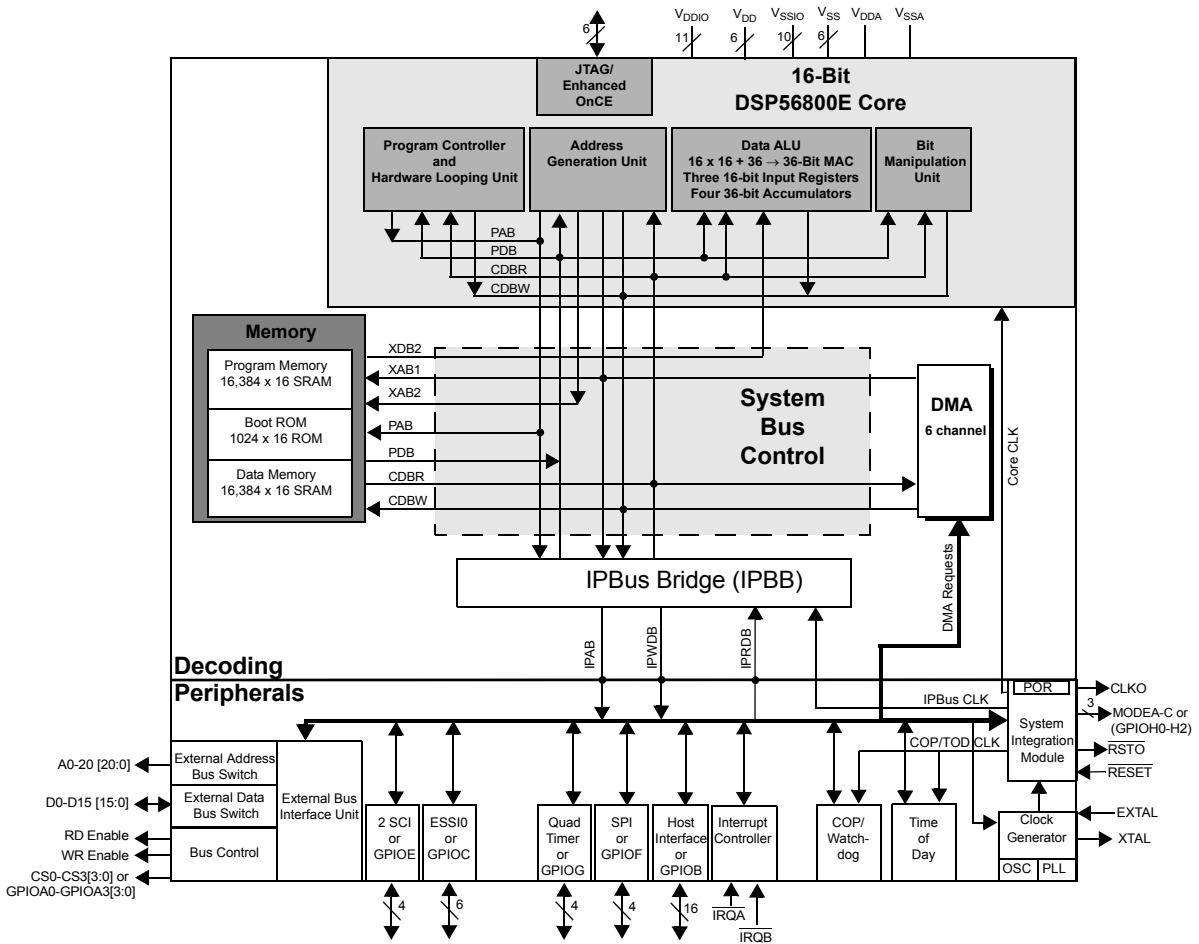 VDDIO VDD VSSIO VSS VDDA VSSA
6 11 6 10 6
JTAG/
Enhanced
OnCE
16-Bit
DSP56800E Core
Program Controller
and
Hardware Looping Unit
Address
Generation Unit
Data ALU
16 x 16 + 36 → 36-Bit MAC
Three 16-bit Input Registers
Four 36-bit Accumulators
Bit
Manipulation
Unit
PAB
PDB
CDBR
CDBW
Memory
Program Memory
16,384 x 16 SRAM
Boot ROM
1024 x 16 ROM
Data Memory
16,384 x 16 SRAM
XDB2
XAB1
XAB2
PAB
PDB
CDBR
CDBW
System
Bus
Control
DMA
6 channel
Core CLK
DMA Requests
IPBus Bridge (IPBB)
IPAB
IPWDB
IPRDB
Decoding
Peripherals
IPBus CLK
COP/TOD CLK
POR
System
Integration
Module
CLKO
3
MODEA-C or
(GPIOH0-H2)
RSTO
RESET
EXTAL
XTAL
Clock
Generator
OSC PLL
A0-20 [20:0]
D0-D15 [15:0]
RD Enable
WR Enable
CS0-CS3[3:0] or
GPIOA0-GPIOA3[3:0]
External Address
Bus Switch
External Data
Bus Switch
Bus Control
External Bus
Interface Unit
2 SCI
or
GPIOE
ESSI0
or
GPIOC
Quad
Timer
or
GPIOG
SPI
or
GPIOF
Host
Interface
or
GPIOB
Interrupt
Controller
COP/
Watch-
dog
Time
of
Day
4 6 4 4 16
IRQA
IRQB